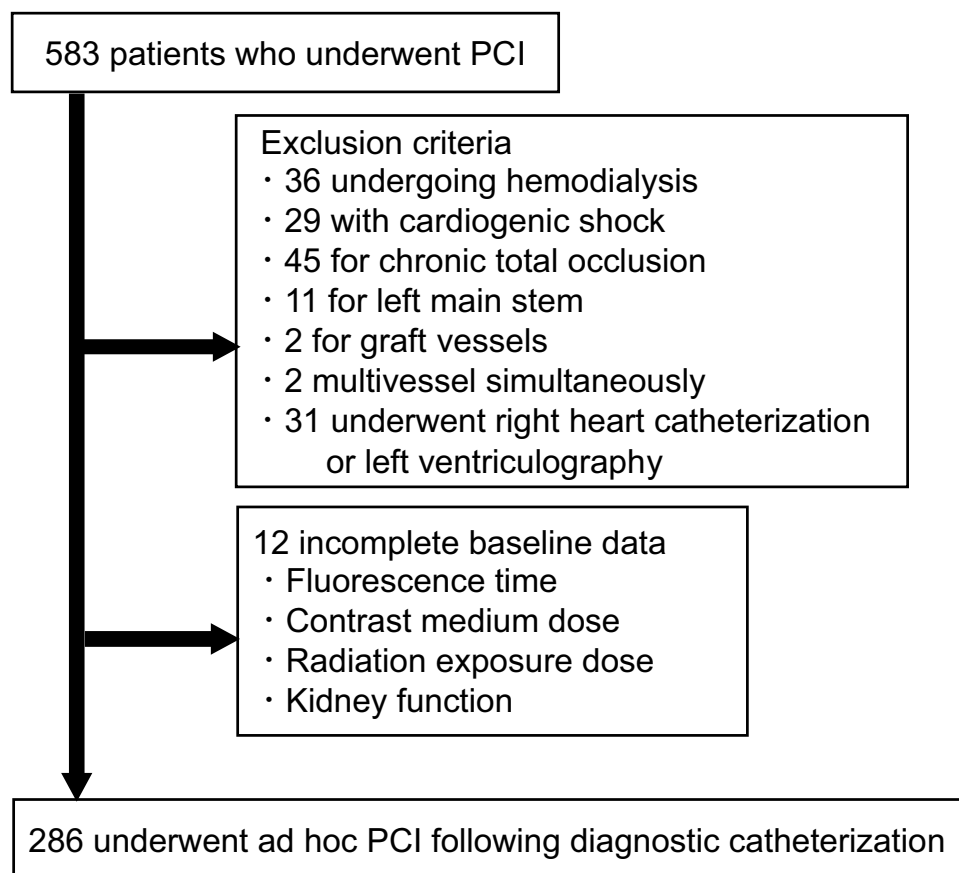 583 patients who underwent PCI
Exclusion criteria
・36 undergoing hemodialysis
・29 with cardiogenic shock
・45 for chronic total occlusion
・11 for left main stem
・2 for graft vessels
・2 multivessel simultaneously
・31 underwent right heart catheterization
or left ventriculography
12 incomplete baseline data
・Fluorescence time
・Contrast medium dose
・Radiation exposure dose
・Kidney function
286 underwent ad hoc PCI following diagnostic catheterization